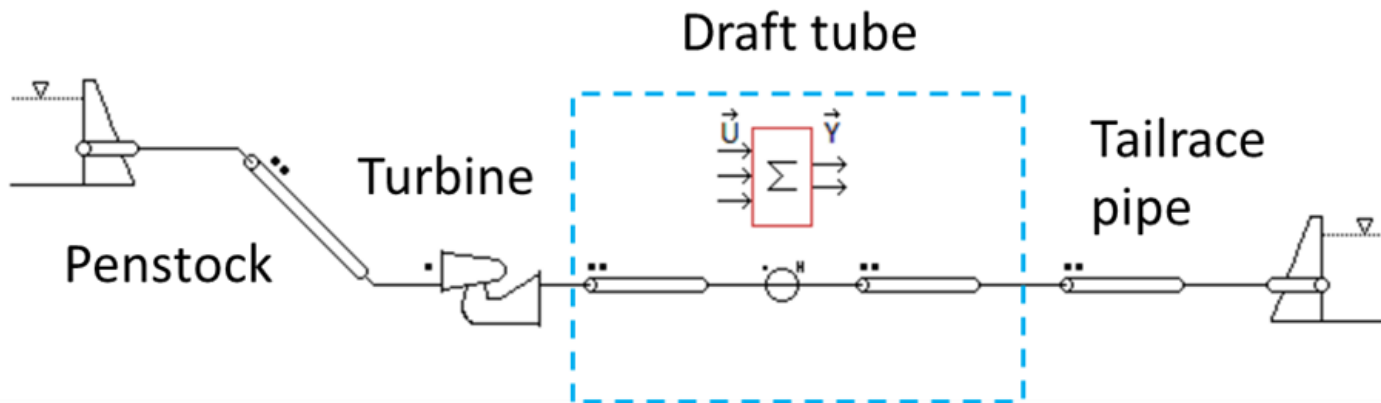 Draft tube
U Y
Σ
Tailrace
pipe
Turbine
Penstock
H